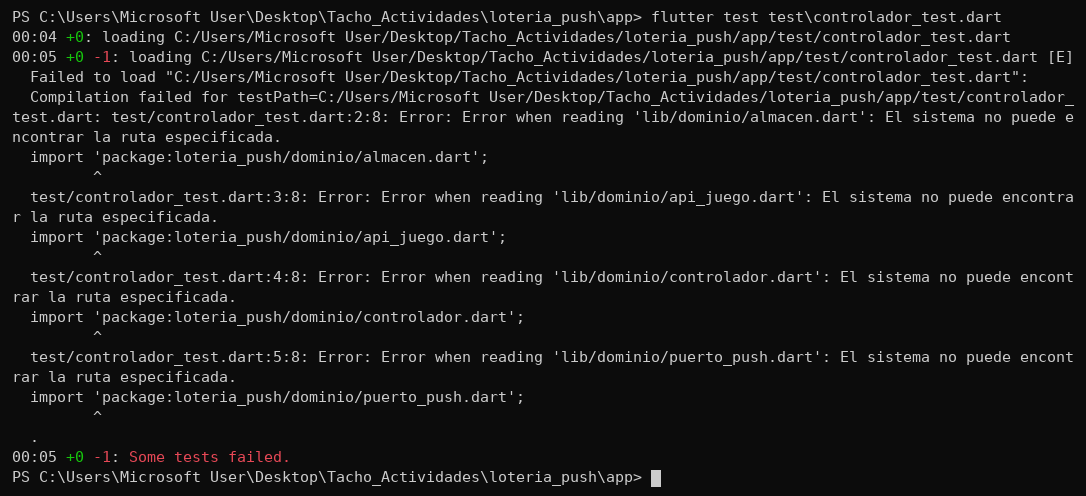 PS C:\Users\Microsoft User\Desktop\Tacho_Actividades\loteria_push\app> flutter test test\controlador_test.dart
00:04 +0: loading C:/Users/Microsoft User/Desktop/Tacho_Actividades/loteria_push/app/test/controlador_test.dart
00:05 +0 -1: loading C:/Users/Microsoft User/Desktop/Tacho_Actividades/loteria_push/app/test/controlador_test.dart [E]
  Failed to load "C:/Users/Microsoft User/Desktop/Tacho_Actividades/loteria_push/app/test/controlador_test.dart":
  Compilation failed for testPath=C:/Users/Microsoft User/Desktop/Tacho_Actividades/loteria_push/app/test/controlador_
test.dart: test/controlador_test.dart:2:8: Error: Error when reading 'lib/dominio/almacen.dart': El sistema no puede e
ncontrar la ruta especificada.
  import 'package:loteria_push/dominio/almacen.dart';
         ^
  test/controlador_test.dart:3:8: Error: Error when reading 'lib/dominio/api_juego.dart': El sistema no puede encontra
r la ruta especificada.
  import 'package:loteria_push/dominio/api_juego.dart';
         ^
  test/controlador_test.dart:4:8: Error: Error when reading 'lib/dominio/controlador.dart': El sistema no puede encont
rar la ruta especificada.
  import 'package:loteria_push/dominio/controlador.dart';
         ^
  test/controlador_test.dart:5:8: Error: Error when reading 'lib/dominio/puerto_push.dart': El sistema no puede encont
rar la ruta especificada.
  import 'package:loteria_push/dominio/puerto_push.dart';
         ^
  .
00:05 +0 -1: Some tests failed.
PS C:\Users\Microsoft User\Desktop\Tacho_Actividades\loteria_push\app>